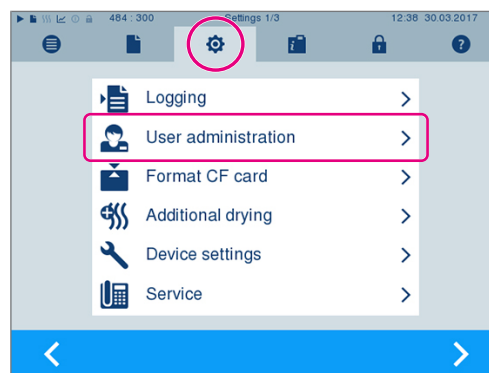 484 : 300 Settings 1/3 12:38 30.03.2017
Logging
User administration
Format CF card
Additional drying
Device settings
Service